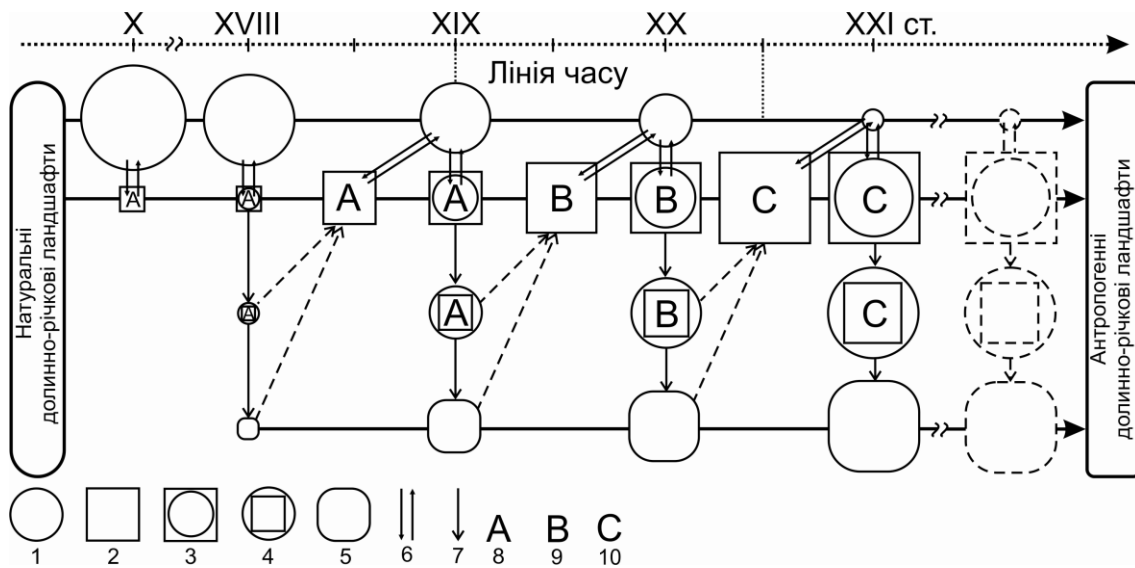 X XVIII XIX XX XXI ст.
Лінія часу
Натуральні
долинно-річкові ландшафти
A A A A B B C C
A A B C
Антропогенні
долинно-річкові ландшафти
A B C
1 2 3 4 5 6 7 8 9 10